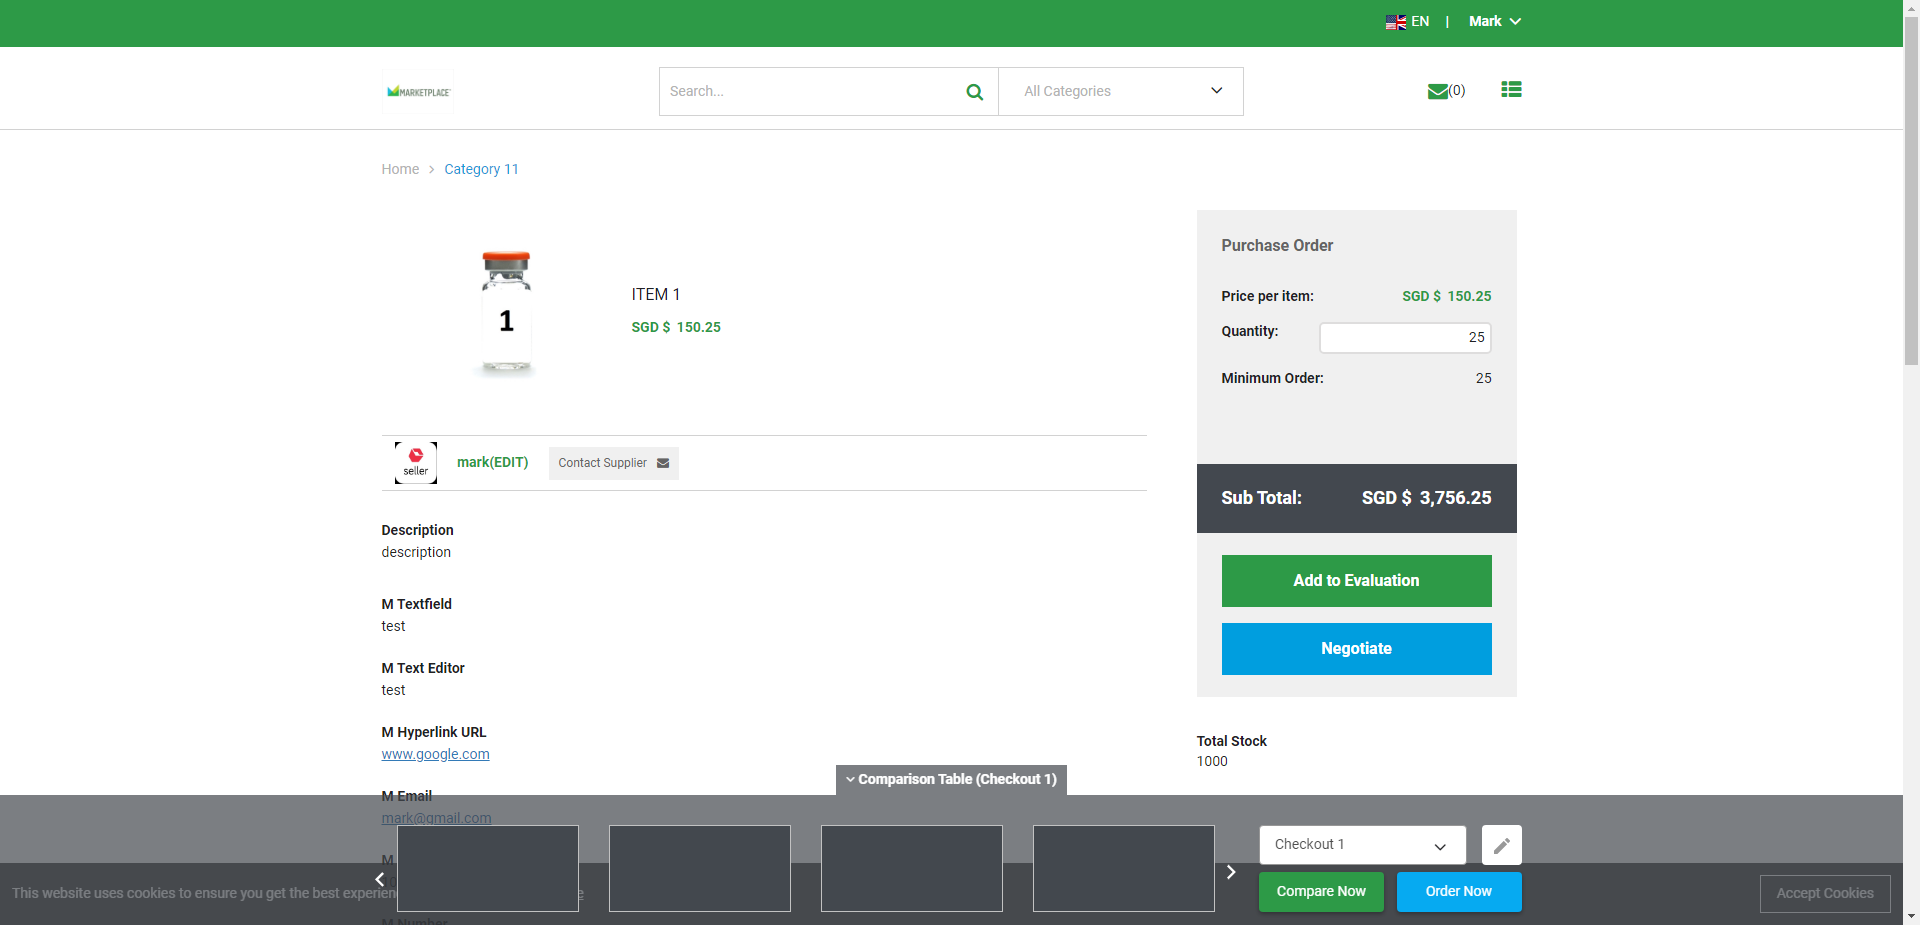 EN | Mark
MARKETPLACE
Search...
All Categories
(0)
Home > Category 11
1
ITEM 1
SGD $ 150.25
Purchase Order
Price per item: SGD $ 150.25
Quantity: 25
Minimum Order: 25
Sub Total: SGD $ 3,756.25
Add to Evaluation
Negotiate
Total Stock
1000
seller
mark(EDIT)
Contact Supplier
Description
description
M Textfield
test
M Text Editor
test
M Hyperlink URL
www.google.com
M Email
mark@gmail.com
M
M Number
Comparison Table (Checkout 1)
Checkout 1
Compare Now
Order Now
This website uses cookies to ensure you get the best
Accept Cookies